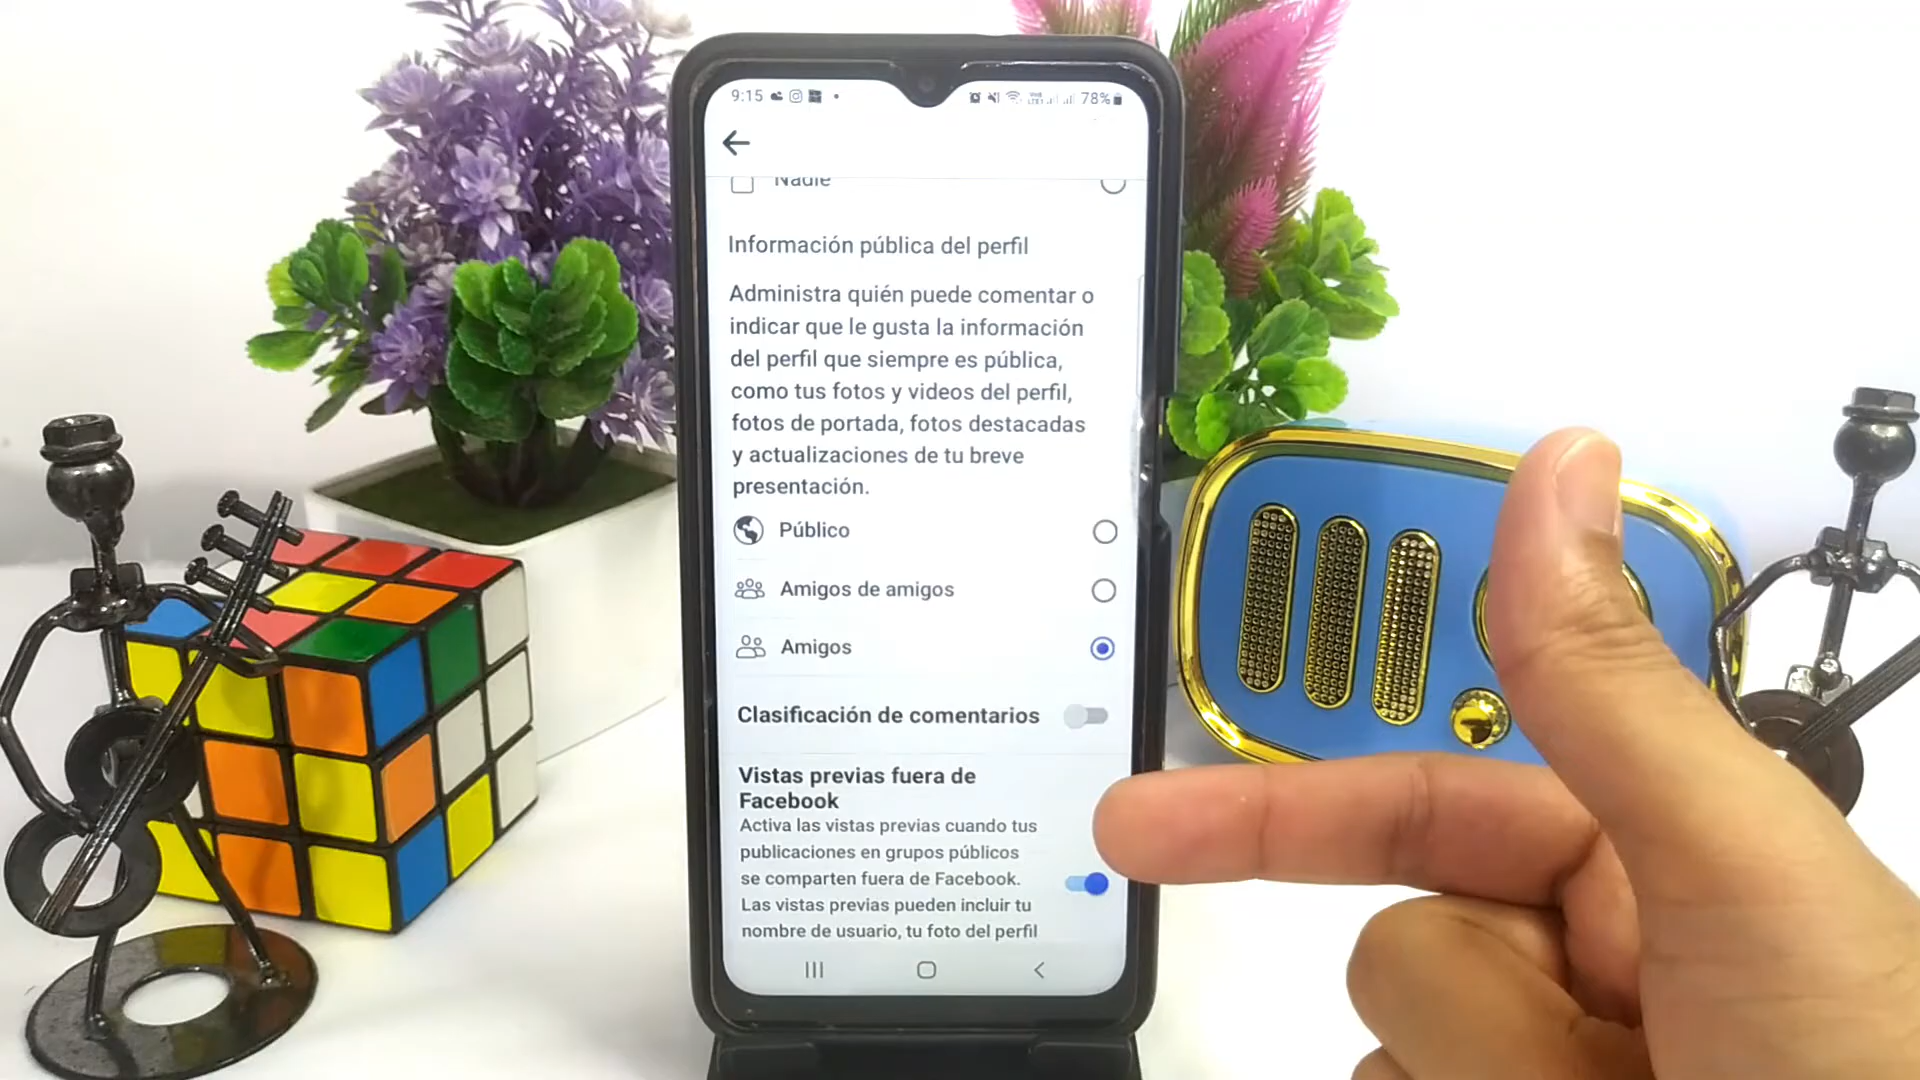 9:15
78%
Nadie
Información pública del perfil
Administra quién puede comentar o
indicar que le gusta la información
del perfil que siempre es pública,
como tus fotos y videos del perfil,
fotos de portada, fotos destacadas
y actualizaciones de tu breve
presentación.
Público
Amigos de amigos
Amigos
Clasificación de comentarios
Vistas previas fuera de
Facebook
Activa las vistas previas cuando tus
publicaciones en grupos públicos
se comparten fuera de Facebook.
Las vistas previas pueden incluir tu
nombre de usuario, tu foto del perfil